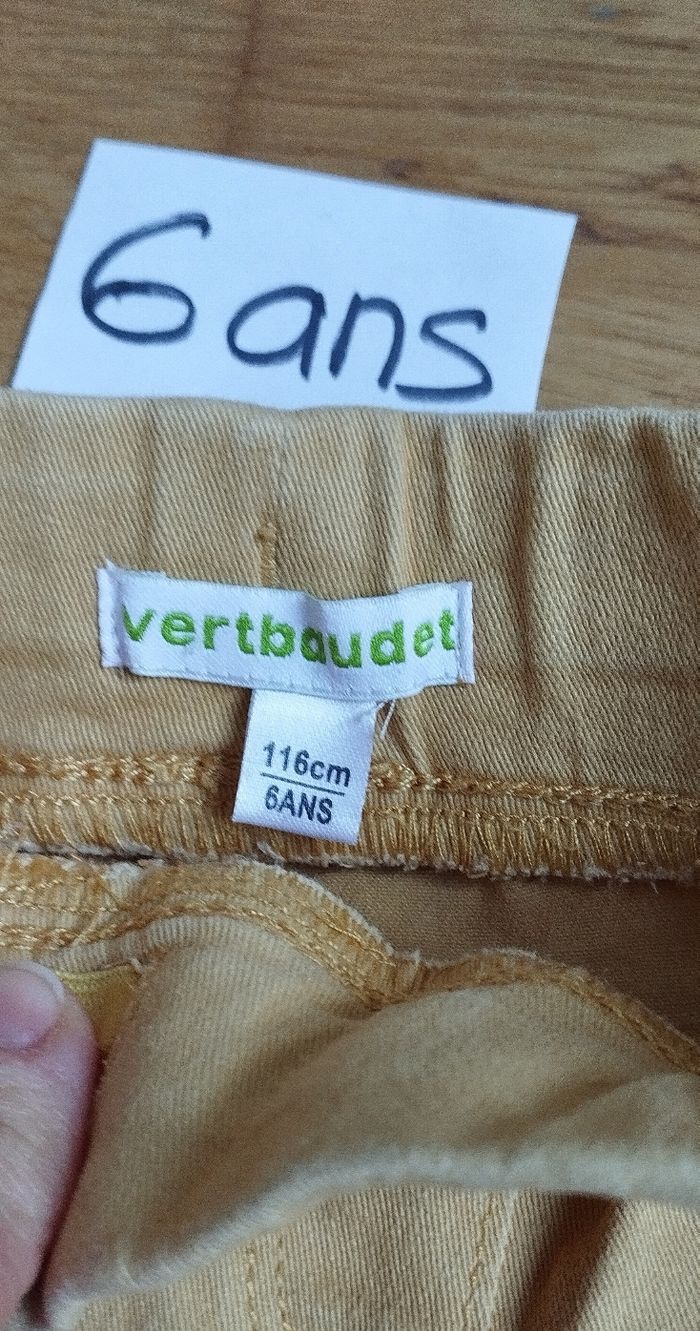 6 ans
vertbaudet
116cm
6ANS